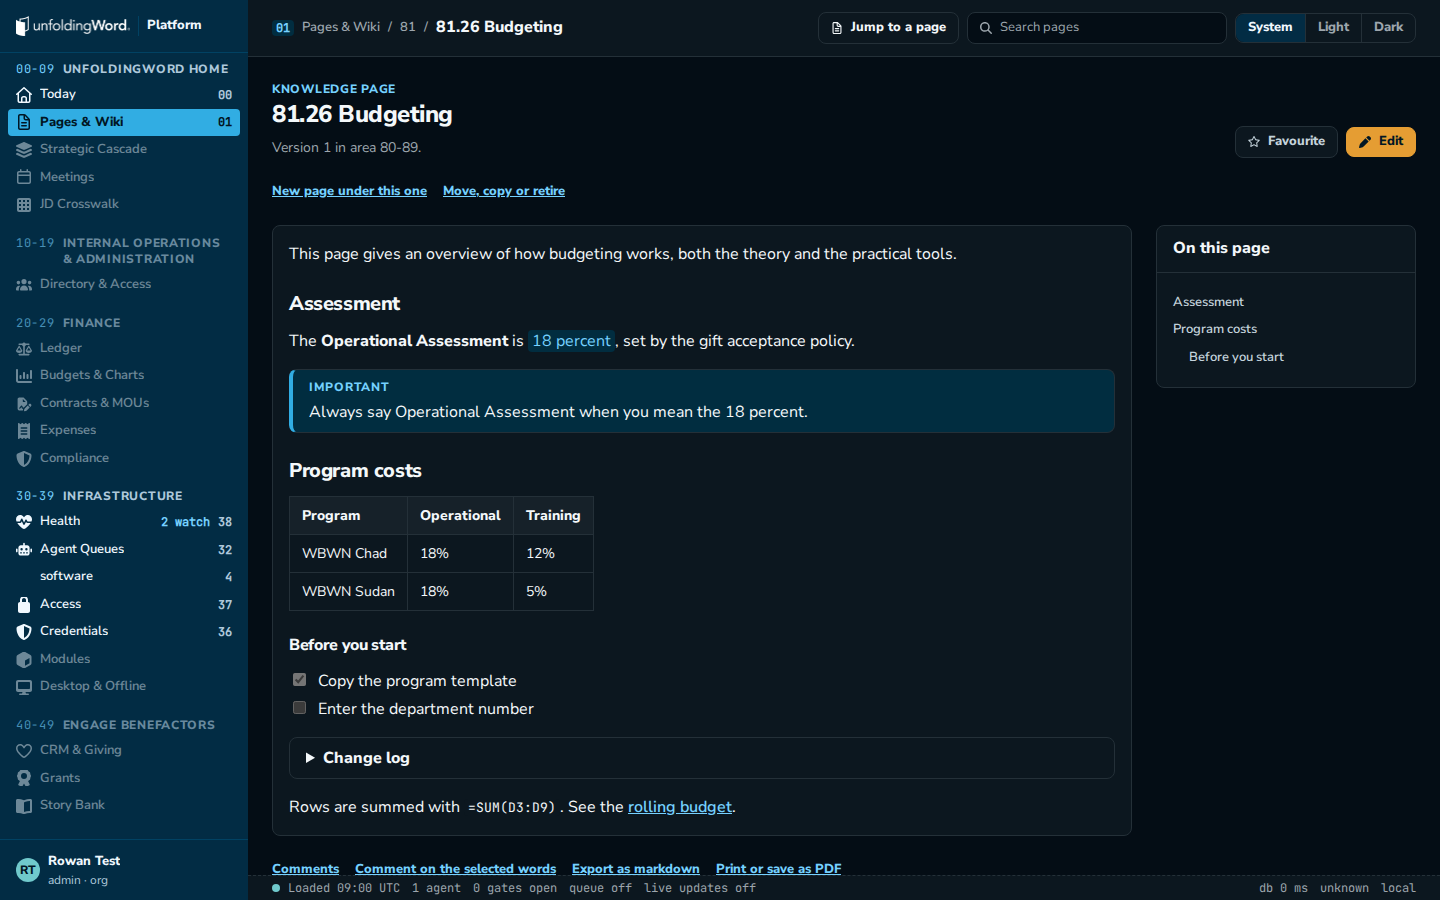 unfoldingWord Platform
00-09 UNFOLDINGWORD HOME
Today 00
Pages & Wiki 01
Strategic Cascade
Meetings
JD Crosswalk
10-19 INTERNAL OPERATIONS
& ADMINISTRATION
Directory & Access
20-29 FINANCE
Ledger
Budgets & Charts
Contracts & MOUs
Expenses
Compliance
30-39 INFRASTRUCTURE
Health 2 watch 38
Agent Queues 32
software 4
Access 37
Credentials 36
Modules
Desktop & Offline
40-49 ENGAGE BENEFACTORS
CRM & Giving
Grants
Story Bank
RT Rowan Test
admin · org
01 Pages & Wiki / 81 / 81.26 Budgeting
Jump to a page
Search pages
System Light Dark
KNOWLEDGE PAGE
81.26 Budgeting
Version 1 in area 80-89.
Favourite Edit
New page under this one Move, copy or retire
This page gives an overview of how budgeting works, both the theory and the practical tools.
Assessment
The Operational Assessment is 18 percent, set by the gift acceptance policy.
IMPORTANT
Always say Operational Assessment when you mean the 18 percent.
Program costs
Program Operational Training
WBWN Chad 18% 12%
WBWN Sudan 18% 5%
Before you start
Copy the program template
Enter the department number
Change log
Rows are summed with =SUM(D3:D9). See the rolling budget.
On this page
Assessment
Program costs
Before you start
Comments Comment on the selected words Export as markdown Print or save as PDF
Loaded 09:00 UTC 1 agent 0 gates open queue off live updates off
db 0 ms unknown local